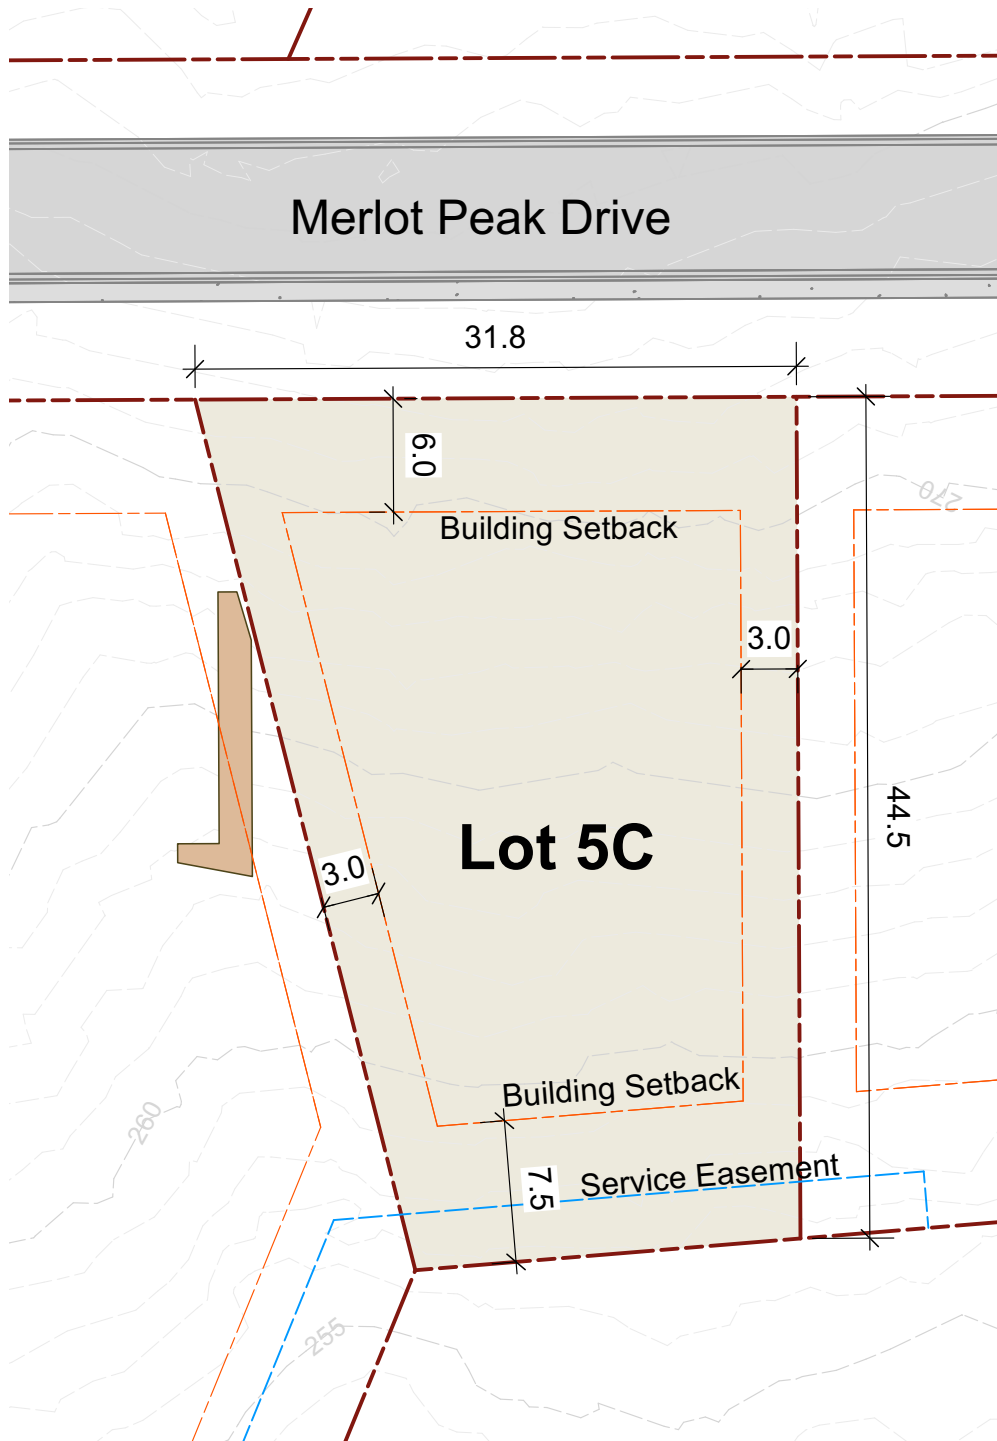 Merlot Peak Drive
31.8
6.0
270
Building Setback
3.0
44.5
Lot 5C
3.0
Building Setback
260
7.5
Service Easement
255